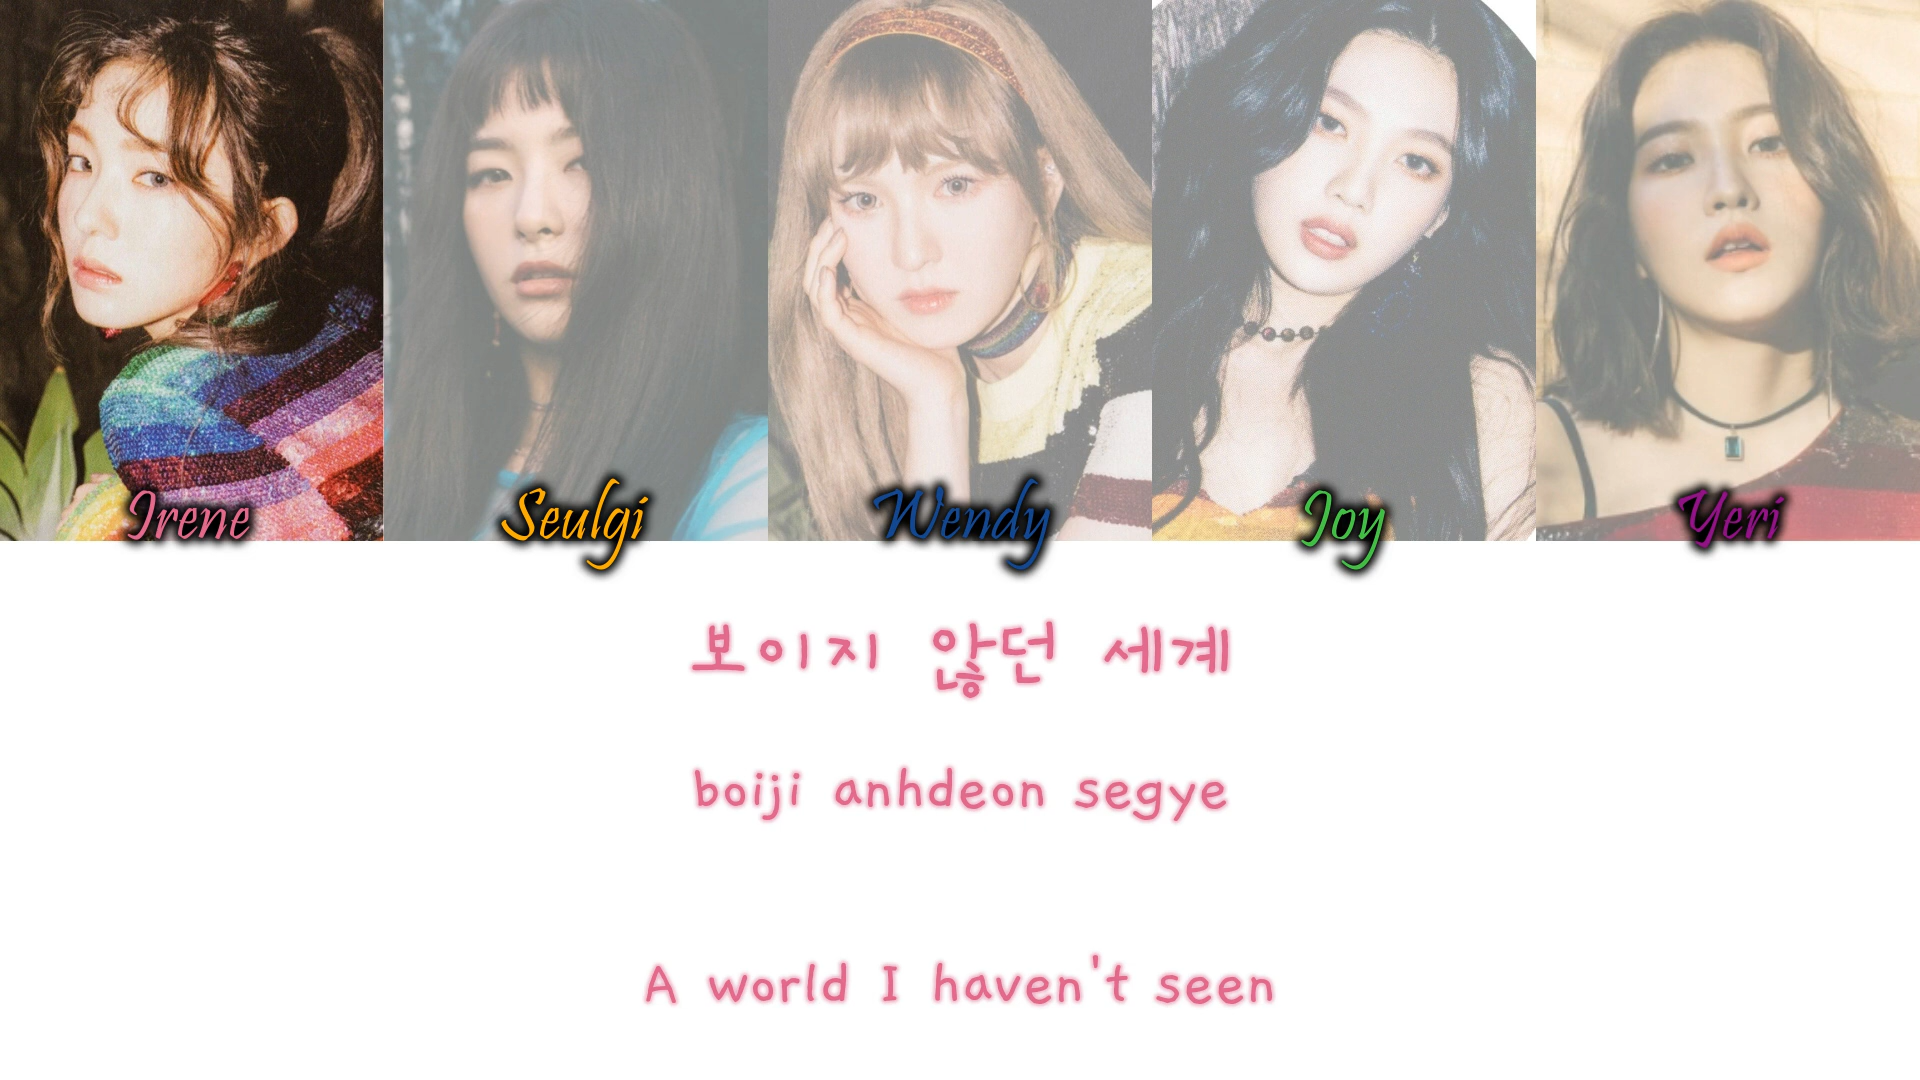 Irene
Seulgi
Wendy
Joy
Yeri
보이지 않던 세계
boiji anhdeon segye
A world I haven't seen